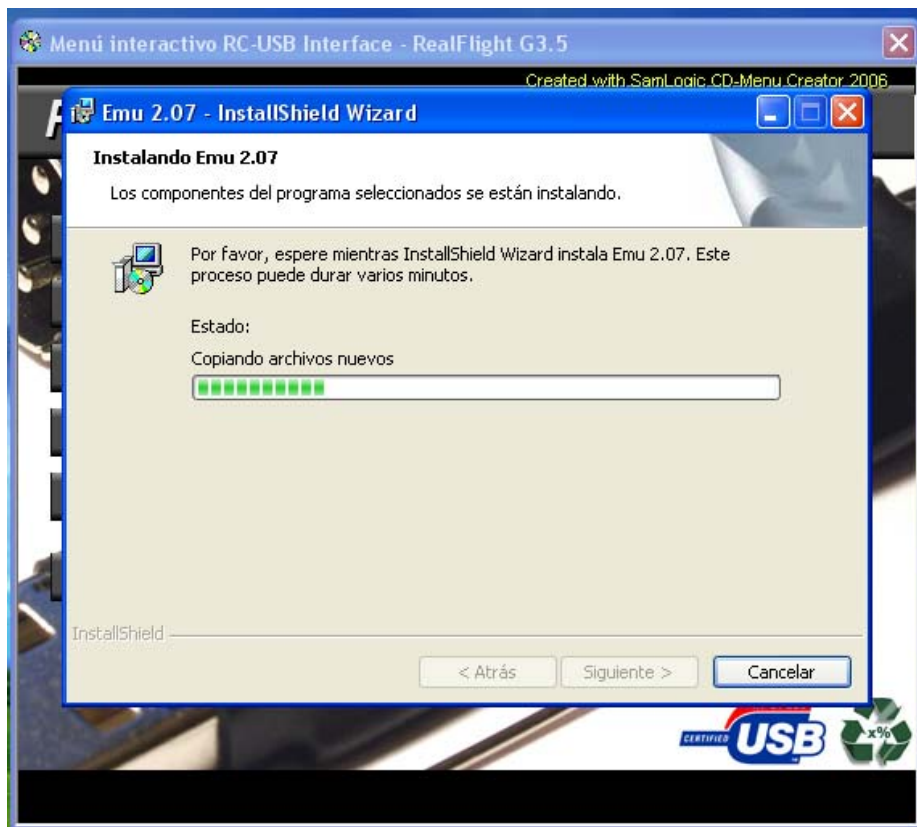 Menú interactivo RC-USB Interface - RealFlight G3.5
Created with SamLogic CD-Menu Creator 2006
Emu 2.07 - InstallShield Wizard
Instalando Emu 2.07
Los componentes del programa seleccionados se están instalando.
Por favor, espere mientras InstallShield Wizard instala Emu 2.07. Este
proceso puede durar varios minutos.
Estado:
Copiando archivos nuevos
InstallShield
< Atrás Siguiente > Cancelar
CERTIFIED USB
x%